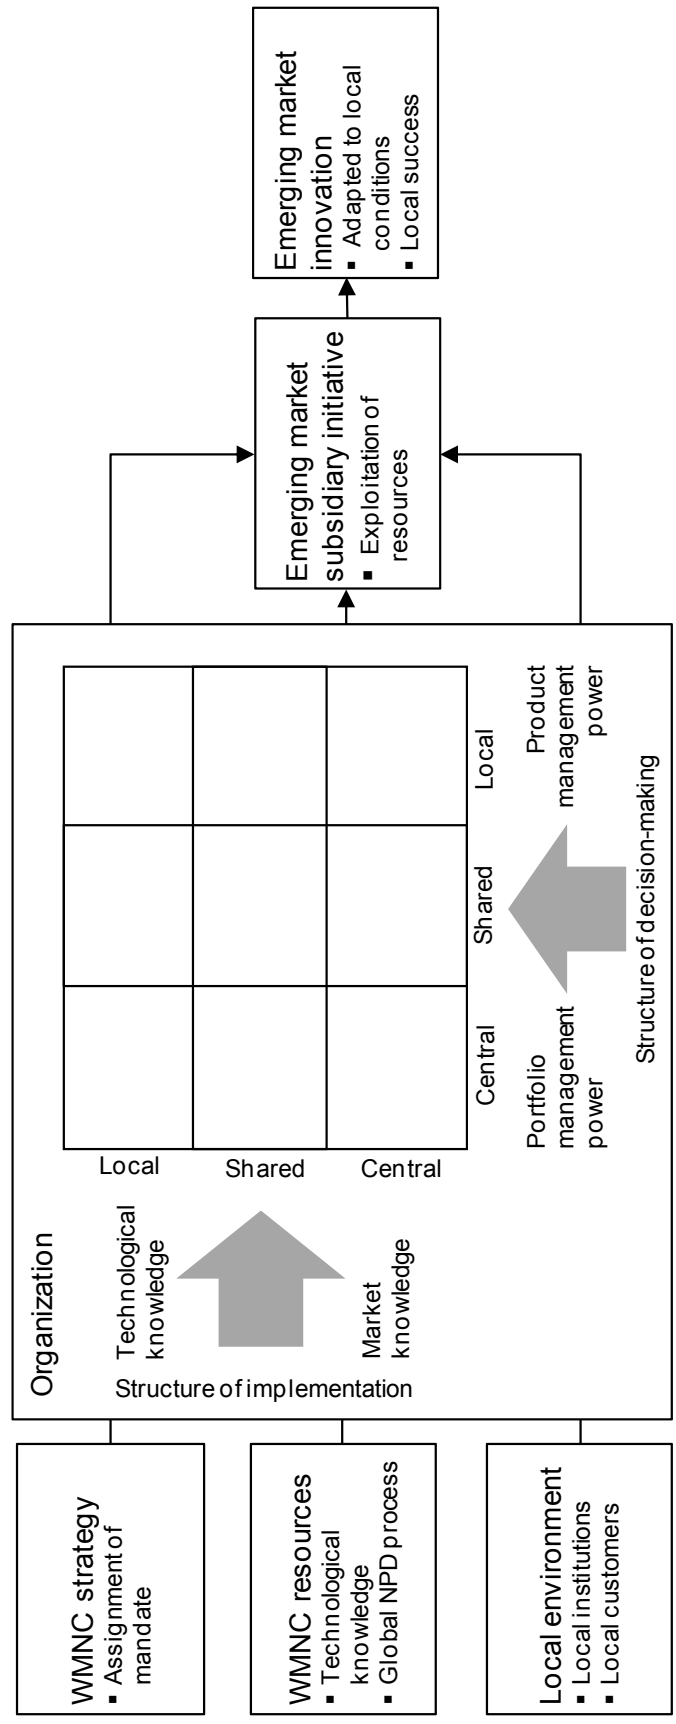 WMNC strategy
▪ Assignment of
mandate
WMNC resources
▪ Technological
knowledge
▪ Global NPD process
Local environment
▪ Local institutions
▪ Local customers
Organization
Technological
knowledge
Market
knowledge
Structure of implementation
Local
Shared
Central
Central
Shared
Local
Portfolio
management
power
Product
management
power
Structure of decision-making
Emerging market
subsidiary initiative
▪ Exploitation of
resources
Emerging market
innovation
▪ Adapted to local
conditions
▪ Local success